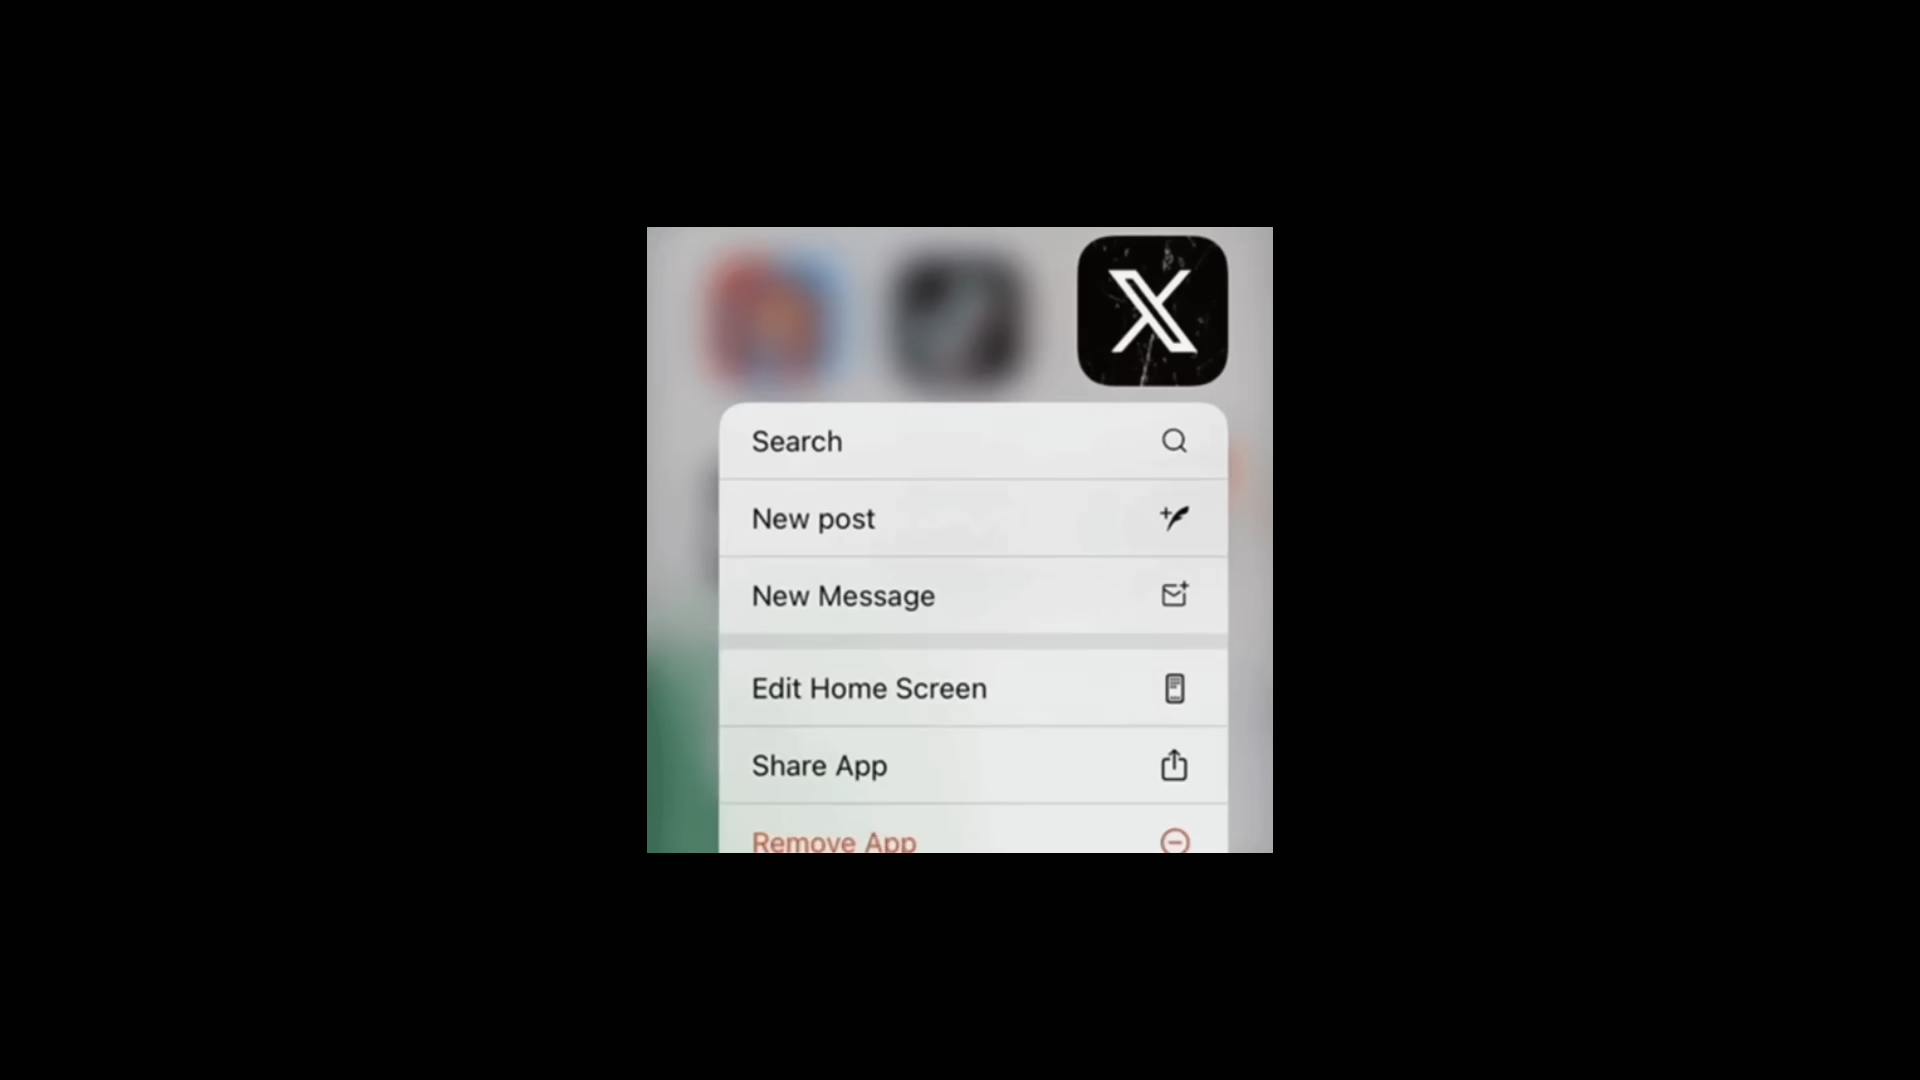 X
Search
New post
New Message
Edit Home Screen
Share App
Remove App